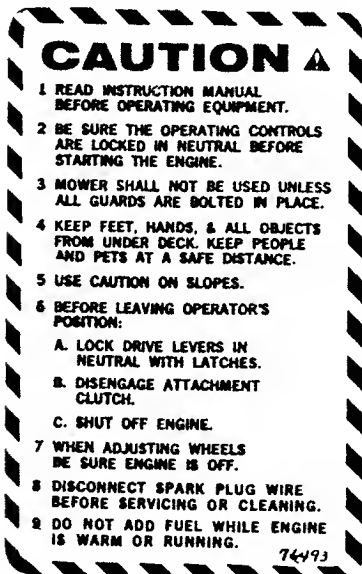 CAUTION
1 READ INSTRUCTION MANUAL
BEFORE OPERATING EQUIPMENT.
2 BE SURE THE OPERATING CONTROLS
ARE LOCKED IN NEUTRAL BEFORE
STARTING THE ENGINE.
3 MOWER SHALL NOT BE USED UNLESS
ALL GUARDS ARE BOLTED IN PLACE.
4 KEEP FEET, HANDS, & ALL OBJECTS
FROM UNDER DECK. KEEP PEOPLE
AND PETS AT A SAFE DISTANCE.
5 USE CAUTION ON SLOPES.
6 BEFORE LEAVING OPERATOR'S
POSITION:
A. LOCK DRIVE LEVERS IN
NEUTRAL WITH LATCHES.
B. DISENGAGE ATTACHMENT
CLUTCH.
C. SHUT OFF ENGINE.
7 WHEN ADJUSTING WHEELS
BE SURE ENGINE IS OFF.
8 DISCONNECT SPARK PLUG WIRE
BEFORE SERVICING OR CLEANING.
9 DO NOT ADD FUEL WHILE ENGINE
IS WARM OR RUNNING.